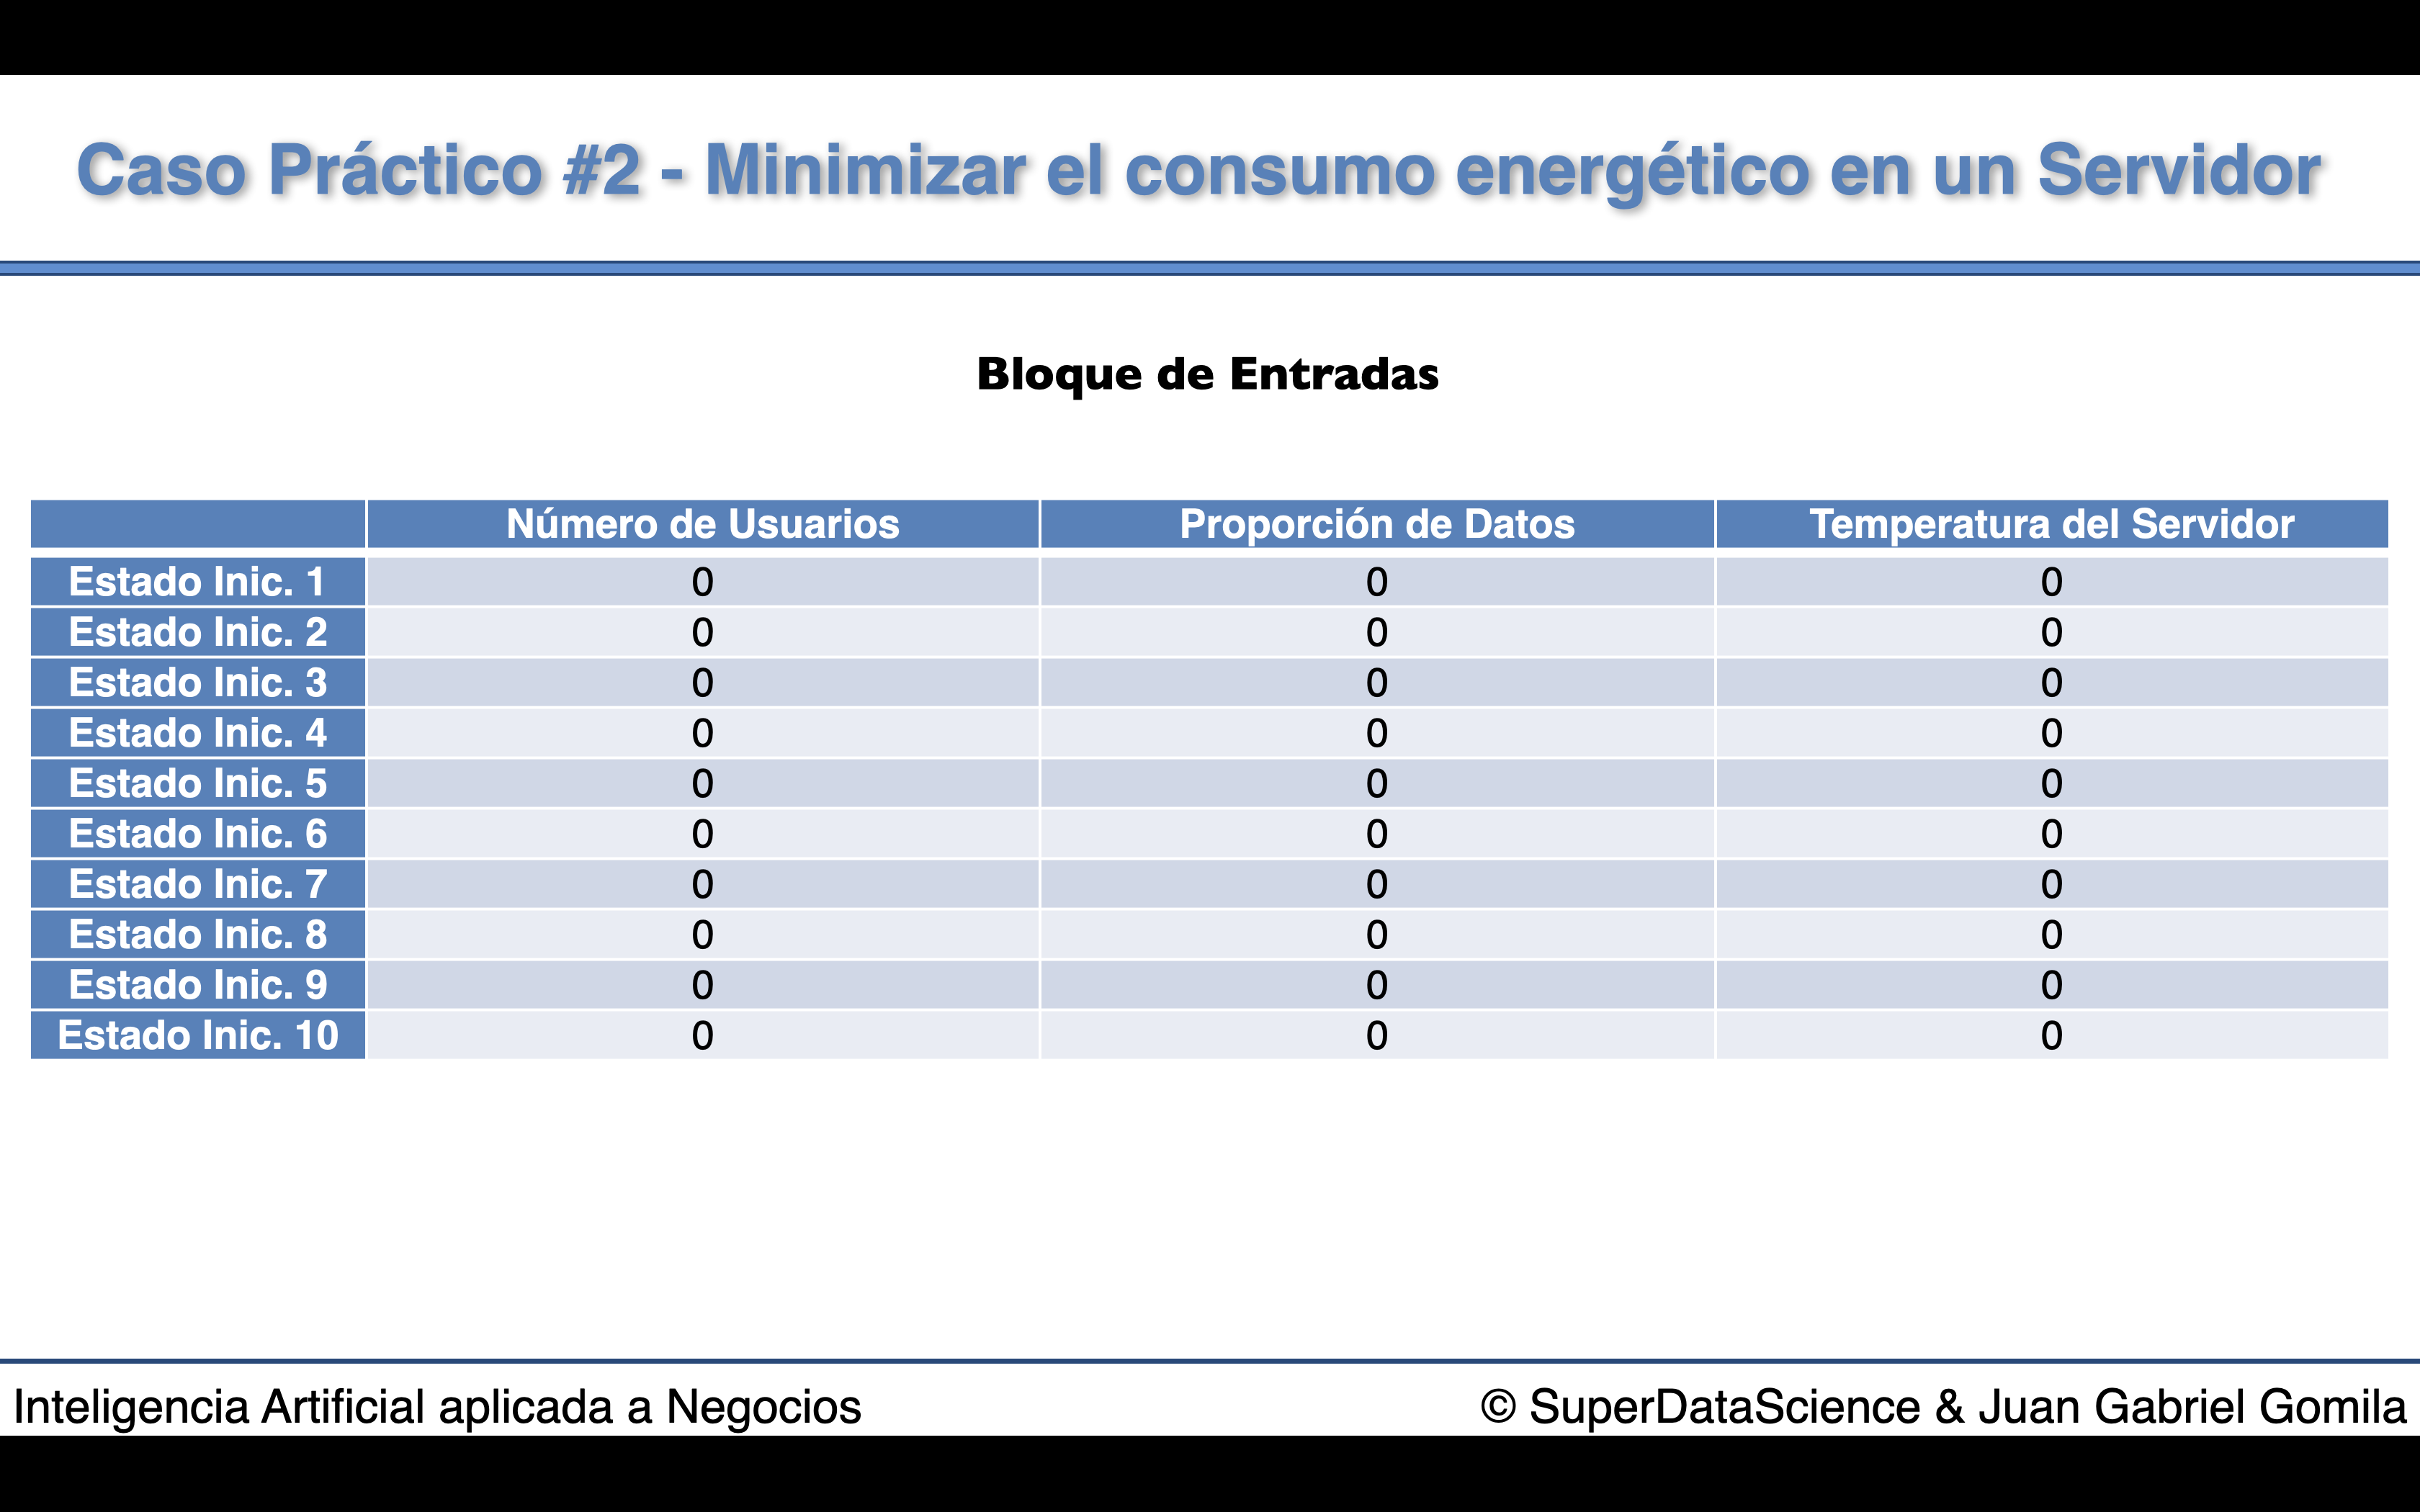 Caso Práctico #2 - Minimizar el consumo energético en un Servidor
Bloque de Entradas
Número de Usuarios Proporción de Datos Temperatura del Servidor
Estado Inic. 1 0 0 0
Estado Inic. 2 0 0 0
Estado Inic. 3 0 0 0
Estado Inic. 4 0 0 0
Estado Inic. 5 0 0 0
Estado Inic. 6 0 0 0
Estado Inic. 7 0 0 0
Estado Inic. 8 0 0 0
Estado Inic. 9 0 0 0
Estado Inic. 10 0 0 0
Inteligencia Artificial aplicada a Negocios © SuperDataScience & Juan Gabriel Gomila